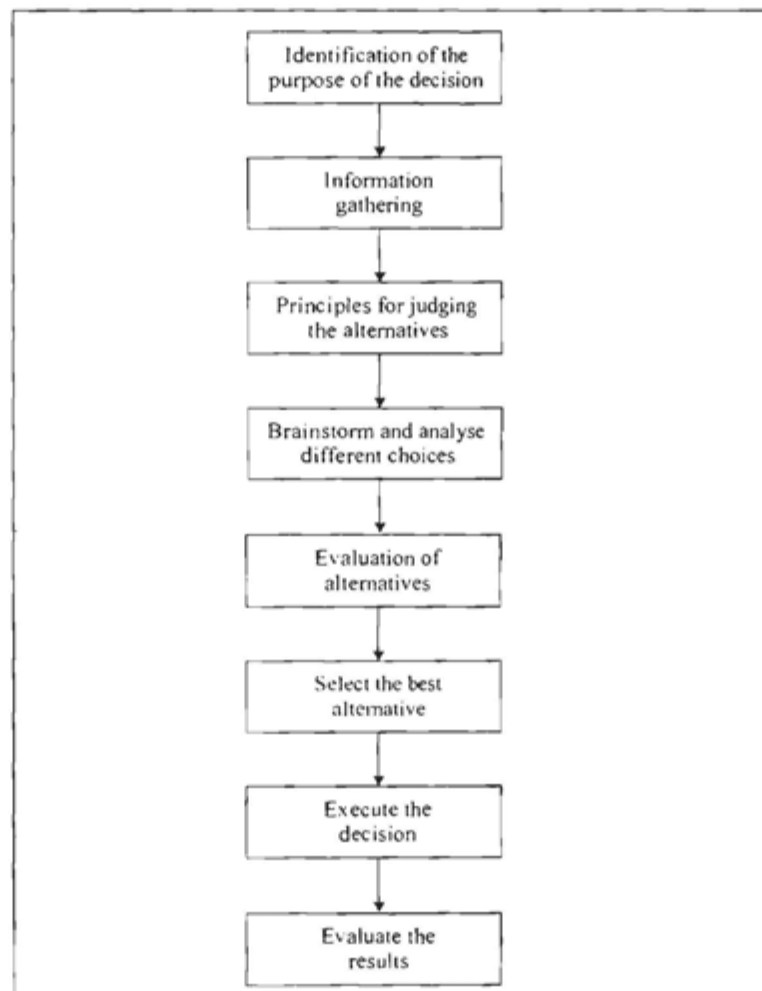 Identification of the
purpose of the decision
Information
gathering
Principles for judging
the alternatives
Brainstorm and analyse
different choices
Evaluation of
alternatives
Select the best
alternative
Execute the
decision
Evaluate the
results